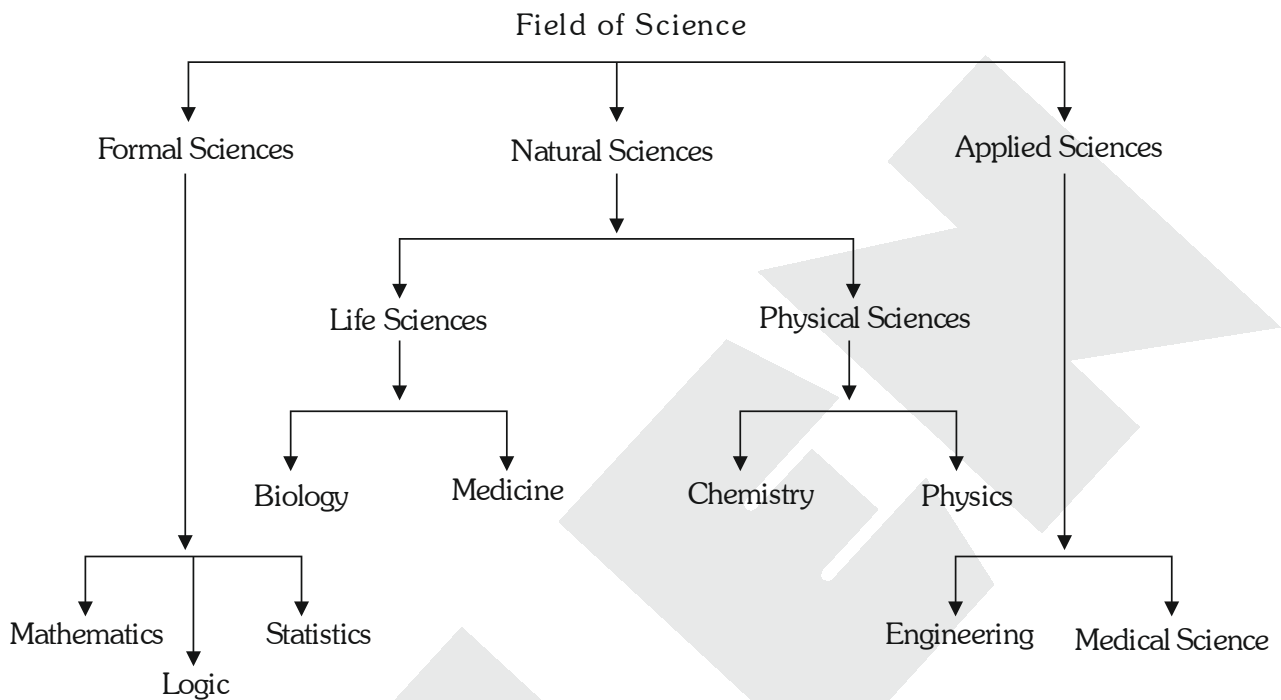 Field of Science
Formal Sciences
Natural Sciences
Applied Sciences
Life Sciences
Physical Sciences
Biology
Medicine
Chemistry
Physics
Mathematics
Logic
Statistics
Engineering
Medical Science